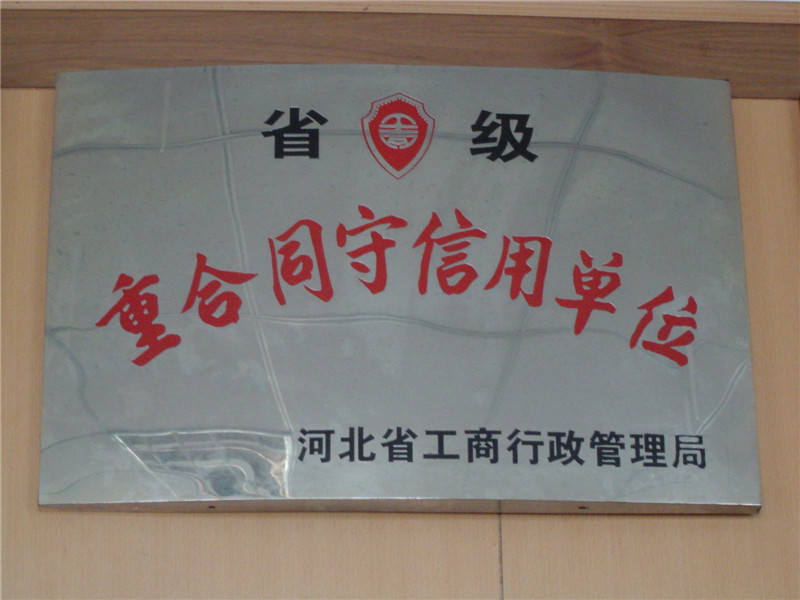 省 级
重合同守信用单位
河北省工商行政管理局